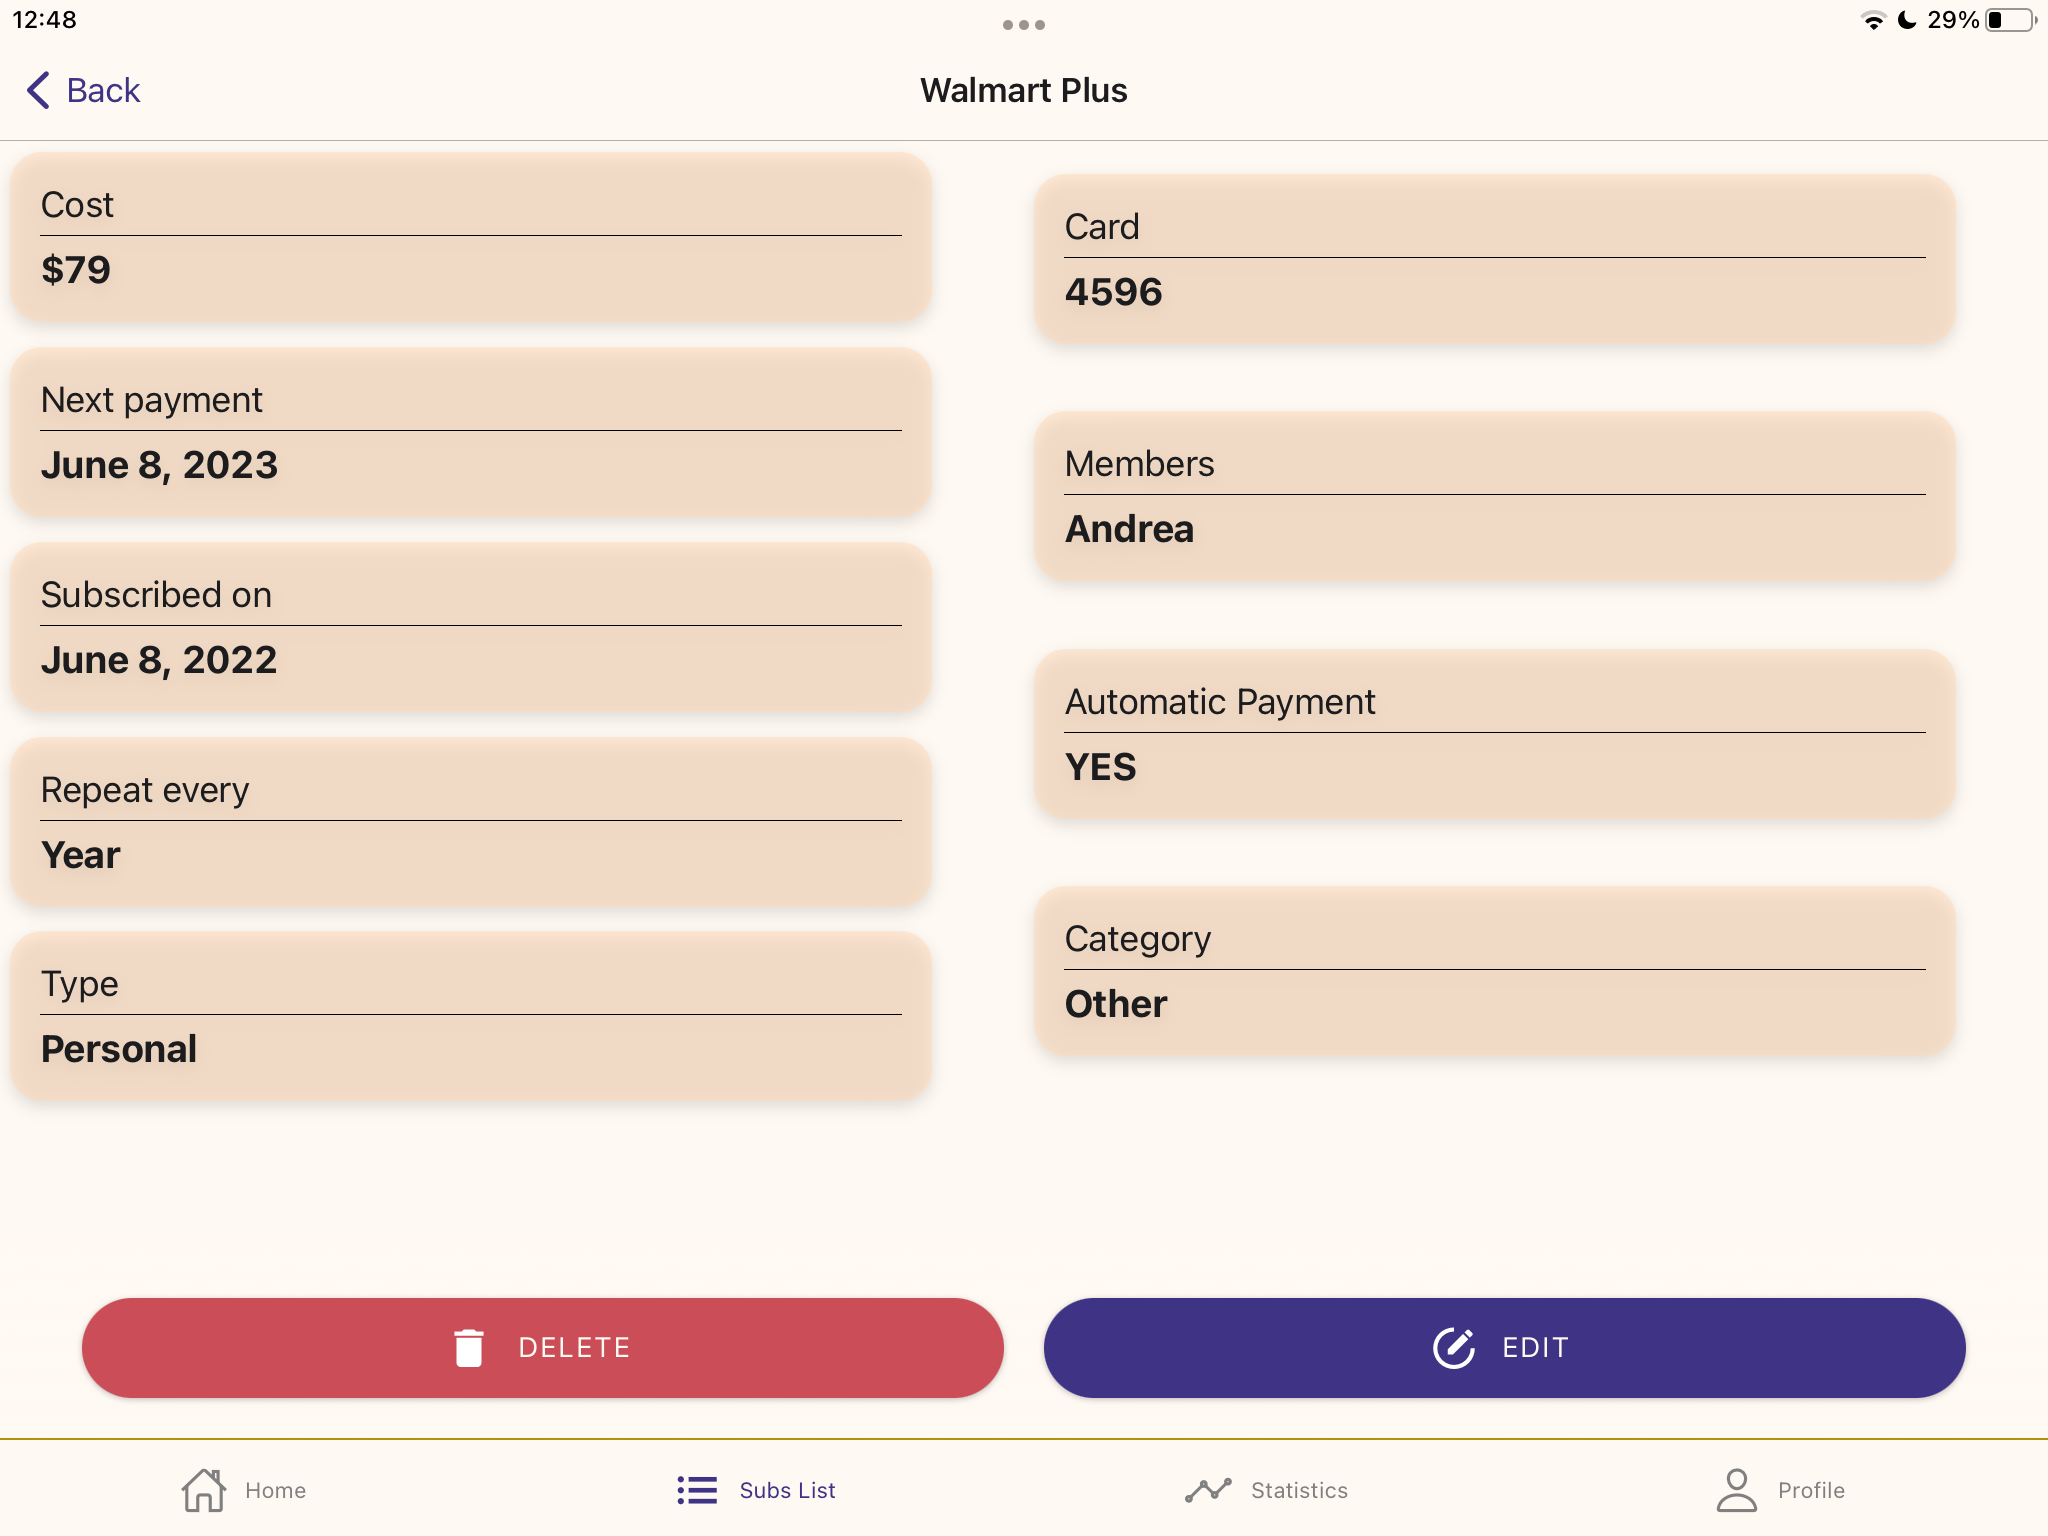 12:48
29%
Back
Walmart Plus
Cost
$79
Next payment
June 8, 2023
Subscribed on
June 8, 2022
Repeat every
Year
Type
Personal
Card
4596
Members
Andrea
Automatic Payment
YES
Category
Other
DELETE
EDIT
Home
Subs List
Statistics
Profile